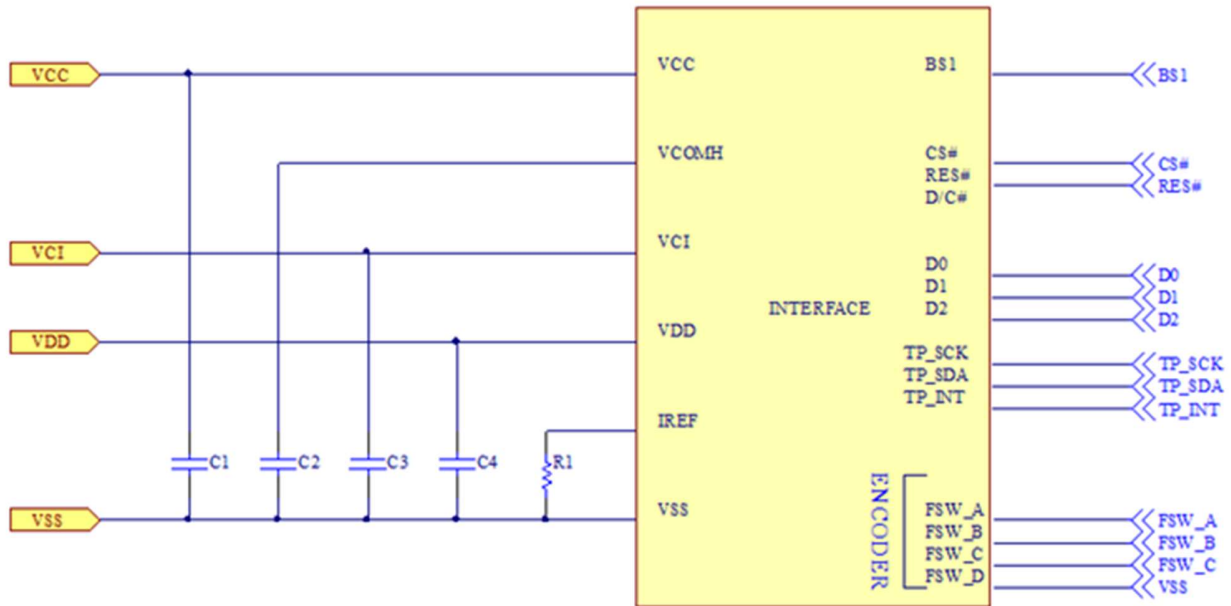 VCC VCC BS1 BS1
VCOMH CS# CS#
RES# RES#
D/C#
VCI VCI
D0 D0
D1 D1
INTERFACE D2 D2
VDD VDD
TP_SCK TP_SCK
TP_SDA TP_SDA
TP_INT TP_INT
IREF
C1 C2 C3 C4 R1
ENCODER
VSS VSS FSW_A FSW_A
FSW_B FSW_B
FSW_C FSW_C
FSW_D VSS